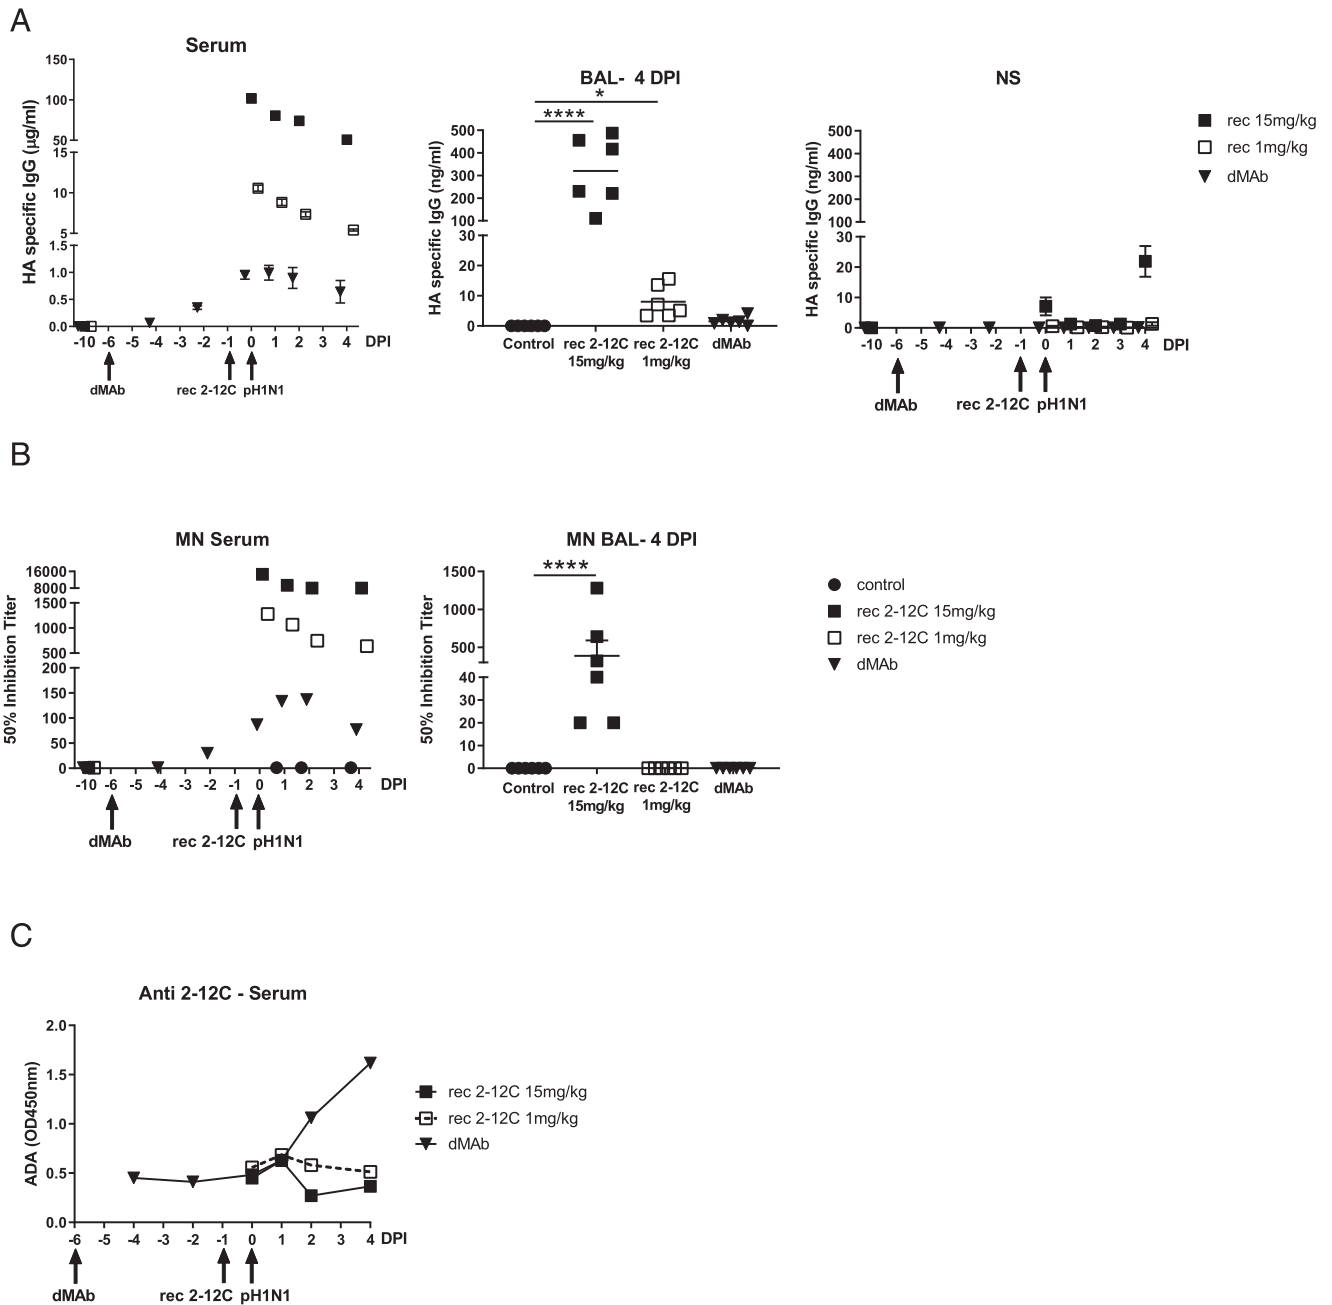 A
Serum
HA specific IgG (μg/ml)
150
100
50
15
10
5
1.5
1.0
0.5
0.0
-10 -6 -5 -4 -3 -2 -1 0 1 2 3 4 DPI
dMAb rec 2-12C pH1N1
BAL- 4 DPI
*
****
HA specific IgG (ng/ml)
500
400
300
200
100
30
20
10
0
Control rec 2-12C rec 2-12C dMAb
15mg/kg 1mg/kg
NS
HA specific IgG (ng/ml)
500
400
300
200
100
30
20
10
0
-10 -6 -5 -4 -3 -2 -1 0 1 2 3 4 DPI
dMAb rec 2-12C pH1N1
rec 15mg/kg
rec 1mg/kg
dMAb
B
MN Serum
50% Inhibition Titer
16000
8000
1500
1000
500
200
150
100
50
0
-10 -6 -5 -4 -3 -2 -1 0 1 2 3 4 DPI
dMAb rec 2-12C pH1N1
MN BAL- 4 DPI
****
50% Inhibition Titer
1500
1000
500
40
30
20
10
0
Control rec 2-12C rec 2-12C dMAb
15mg/kg 1mg/kg
control
rec 2-12C 15mg/kg
rec 2-12C 1mg/kg
dMAb
C
Anti 2-12C - Serum
ADA (OD450nm)
2.0
1.5
1.0
0.5
0.0
-6 -5 -4 -3 -2 -1 0 1 2 3 4 DPI
dMAb rec 2-12C pH1N1
rec 2-12C 15mg/kg
rec 2-12C 1mg/kg
dMAb